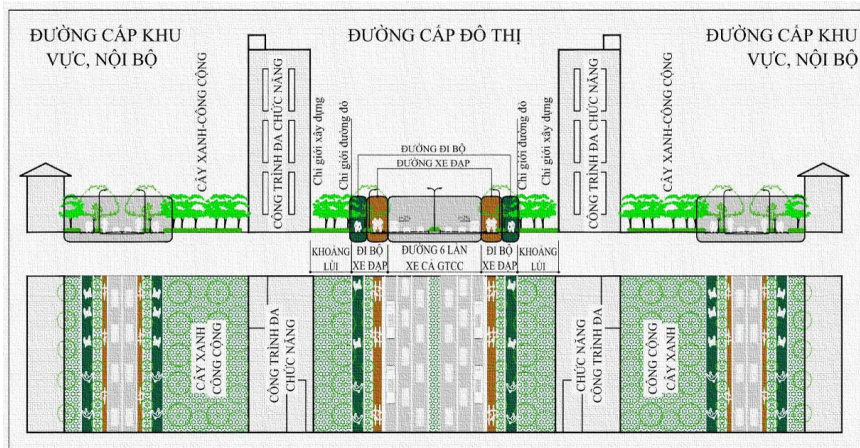 ĐƯỜNG CẤP KHU
VỰC, NỘI BỘ
ĐƯỜNG CẤP ĐÔ THỊ
ĐƯỜNG CẤP KHU
VỰC, NỘI BỘ
CÂY XANH-CÔNG CỘNG
CÔNG TRÌNH ĐA CHỨC NĂNG
Chỉ giới xây dựng
Chỉ giới đường đỏ
ĐƯỜNG ĐI BỘ
ĐƯỜNG XE ĐẠP
Chỉ giới đường đỏ
Chỉ giới xây dựng
CÔNG TRÌNH ĐA CHỨC NĂNG
CÂY XANH-CÔNG CỘNG
KHOẢNG
LÙI
ĐI BỘ
XE ĐẠP
ĐƯỜNG 6 LÀN
XE CẢ GTCC
ĐI BỘ
XE ĐẠP
KHOẢNG
LÙI
CÂY XANH
CÔNG CỘNG
CÔNG TRÌNH ĐA
CHỨC NĂNG
CHỨC NĂNG
CÔNG TRÌNH ĐA
CÔNG CỘNG
CÂY XANH